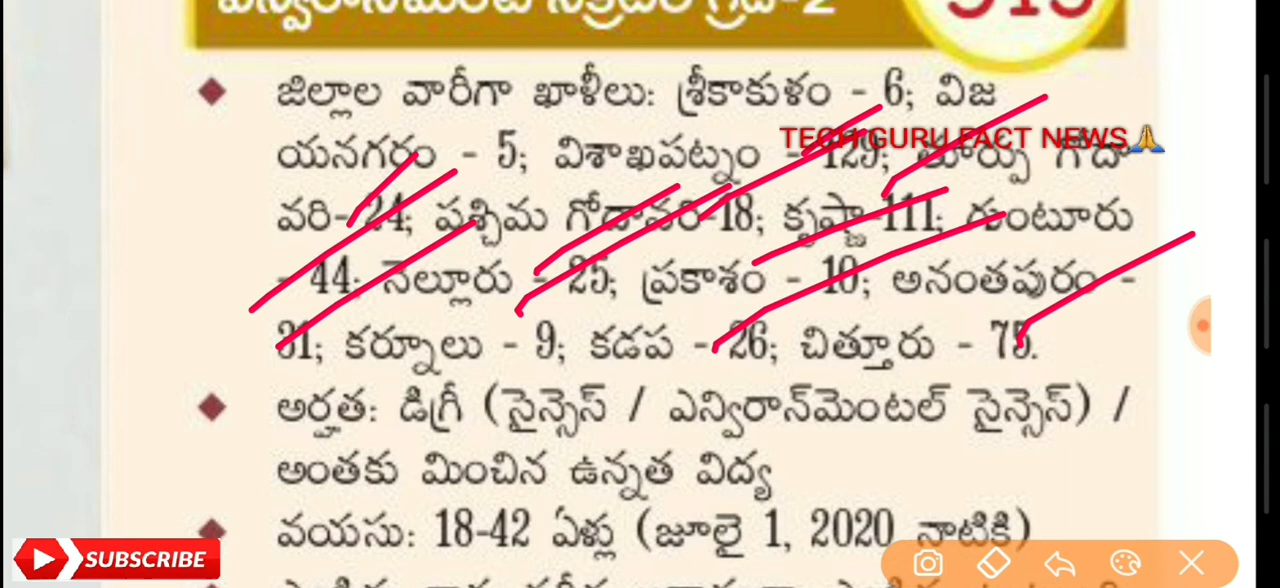 జిల్లాల వారీగా ఖాళీలు: శ్రీకాకుళం - 6; విజ
యనగరం - 5; విశాఖపట్నం - 129; తూర్పు గోదా
TECH GURU FACT NEWS🙏
వరి-24; పశ్చిమ గోదావరి-18; కృష్ణా-111; గుంటూరు
- 44; నెల్లూరు - 25; ప్రకాశం - 10; అనంతపురం -
31; కర్నూలు - 9; కడప - 26; చిత్తూరు - 75.
అర్హత: డిగ్రీ (సైన్సెస్ / ఎన్విరాన్‌మెంటల్ సైన్సెస్) /
అంతకు మించిన ఉన్నత విద్య
వయసు: 18-42 ఏళ్లు (జూలై 1, 2020 నాటికి)
SUBSCRIBE